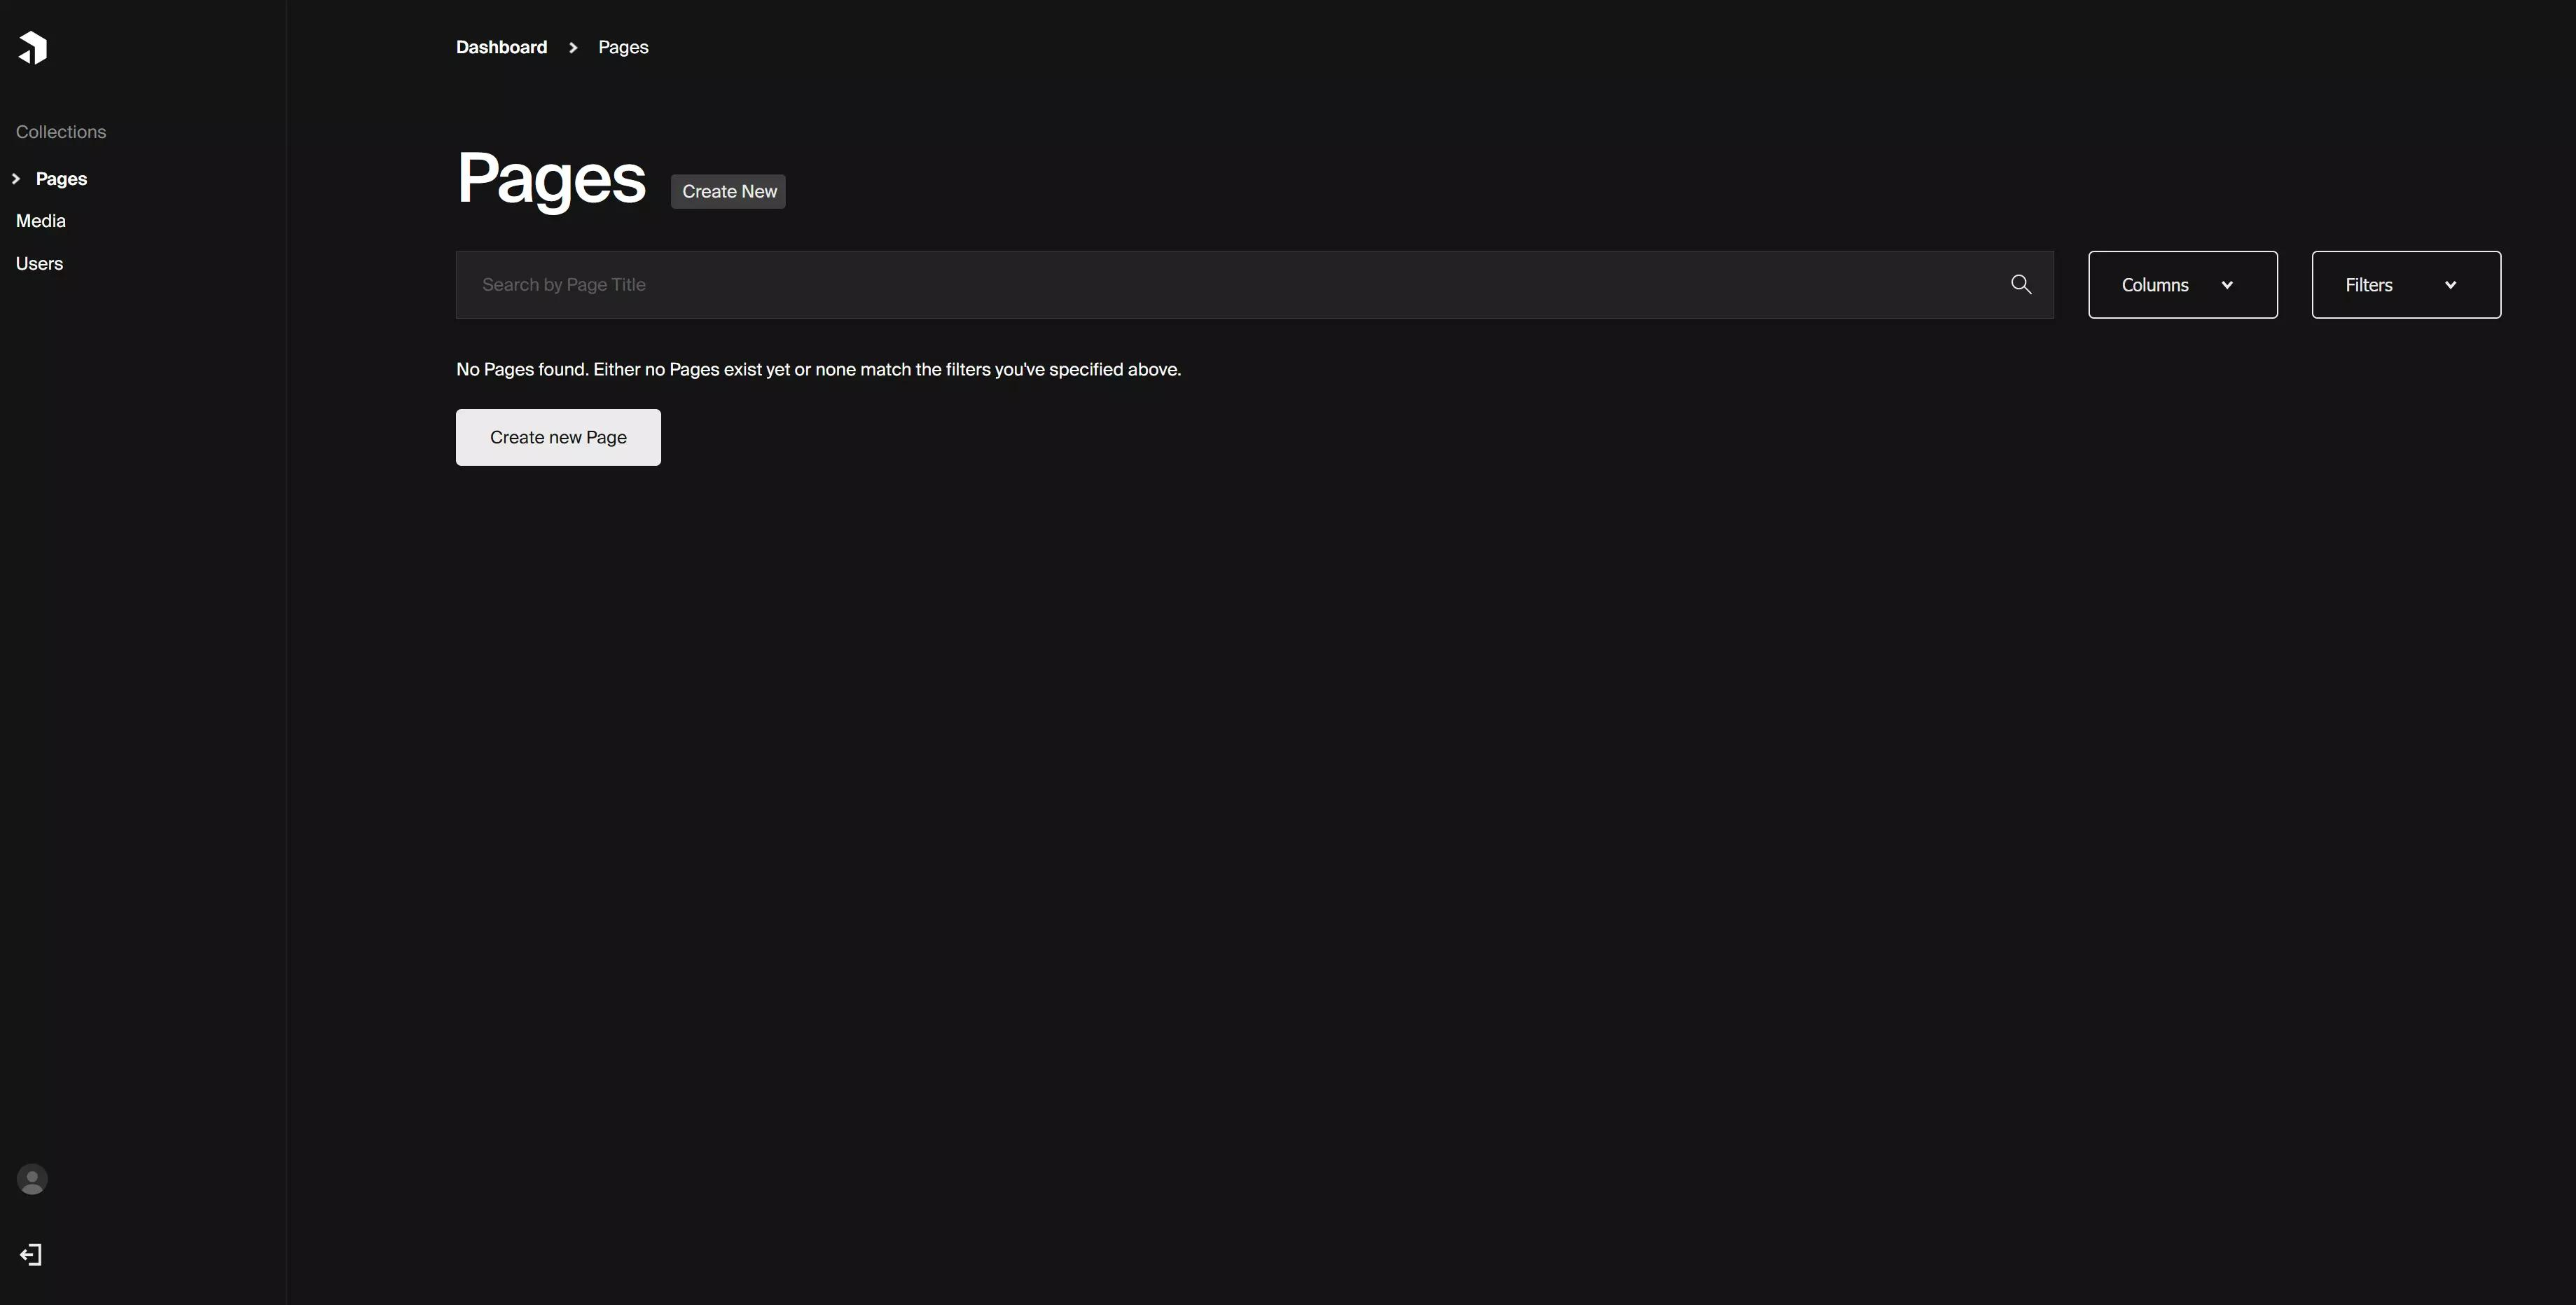 Dashboard
Pages
Collections
Pages
Media
Users
Pages
Create New
Search by Page Title
Columns
Filters
No Pages found. Either no Pages exist yet or none match the filters you've specified above.
Create new Page